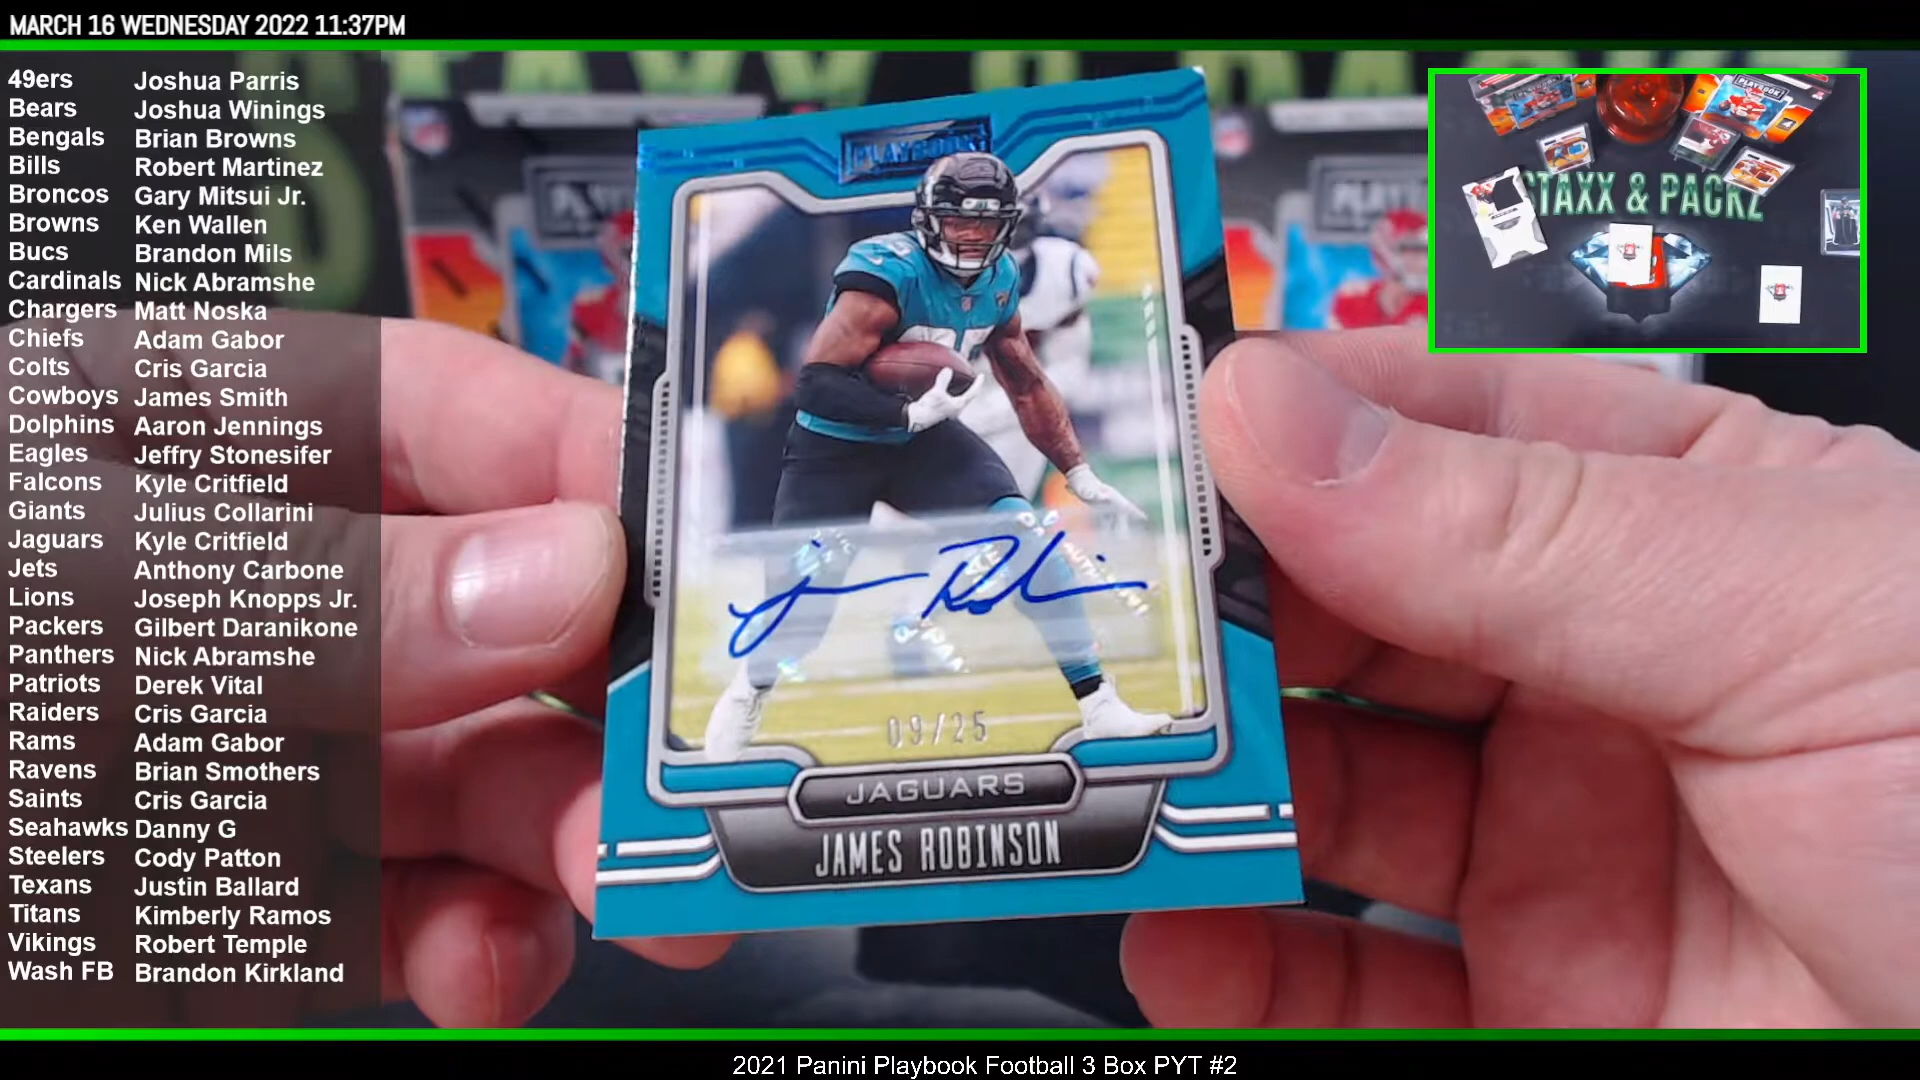 MARCH 16 WEDNESDAY 2022 11:37PM
49ers Joshua Parris
Bears Joshua Winings
Bengals Brian Browns
Bills Robert Martinez
Broncos Gary Mitsui Jr.
Browns Ken Wallen
Bucs Brandon Mils
Cardinals Nick Abramshe
Chargers Matt Noska
Chiefs Adam Gabor
Colts Cris Garcia
Cowboys James Smith
Dolphins Aaron Jennings
Eagles Jeffry Stonesifer
Falcons Kyle Critfield
Giants Julius Collarini
Jaguars Kyle Critfield
Jets Anthony Carbone
Lions Joseph Knopps Jr.
Packers Gilbert Daranikone
Panthers Nick Abramshe
Patriots Derek Vital
Raiders Cris Garcia
Rams Adam Gabor
Ravens Brian Smothers
Saints Cris Garcia
Seahawks Danny G
Steelers Cody Patton
Texans Justin Ballard
Titans Kimberly Ramos
Vikings Robert Temple
Wash FB Brandon Kirkland
PLAYBOOK
09/25
JAGUARS
JAMES ROBINSON
PLAYBOOK
STAXX & PACKZ
2021 Panini Playbook Football 3 Box PYT #2